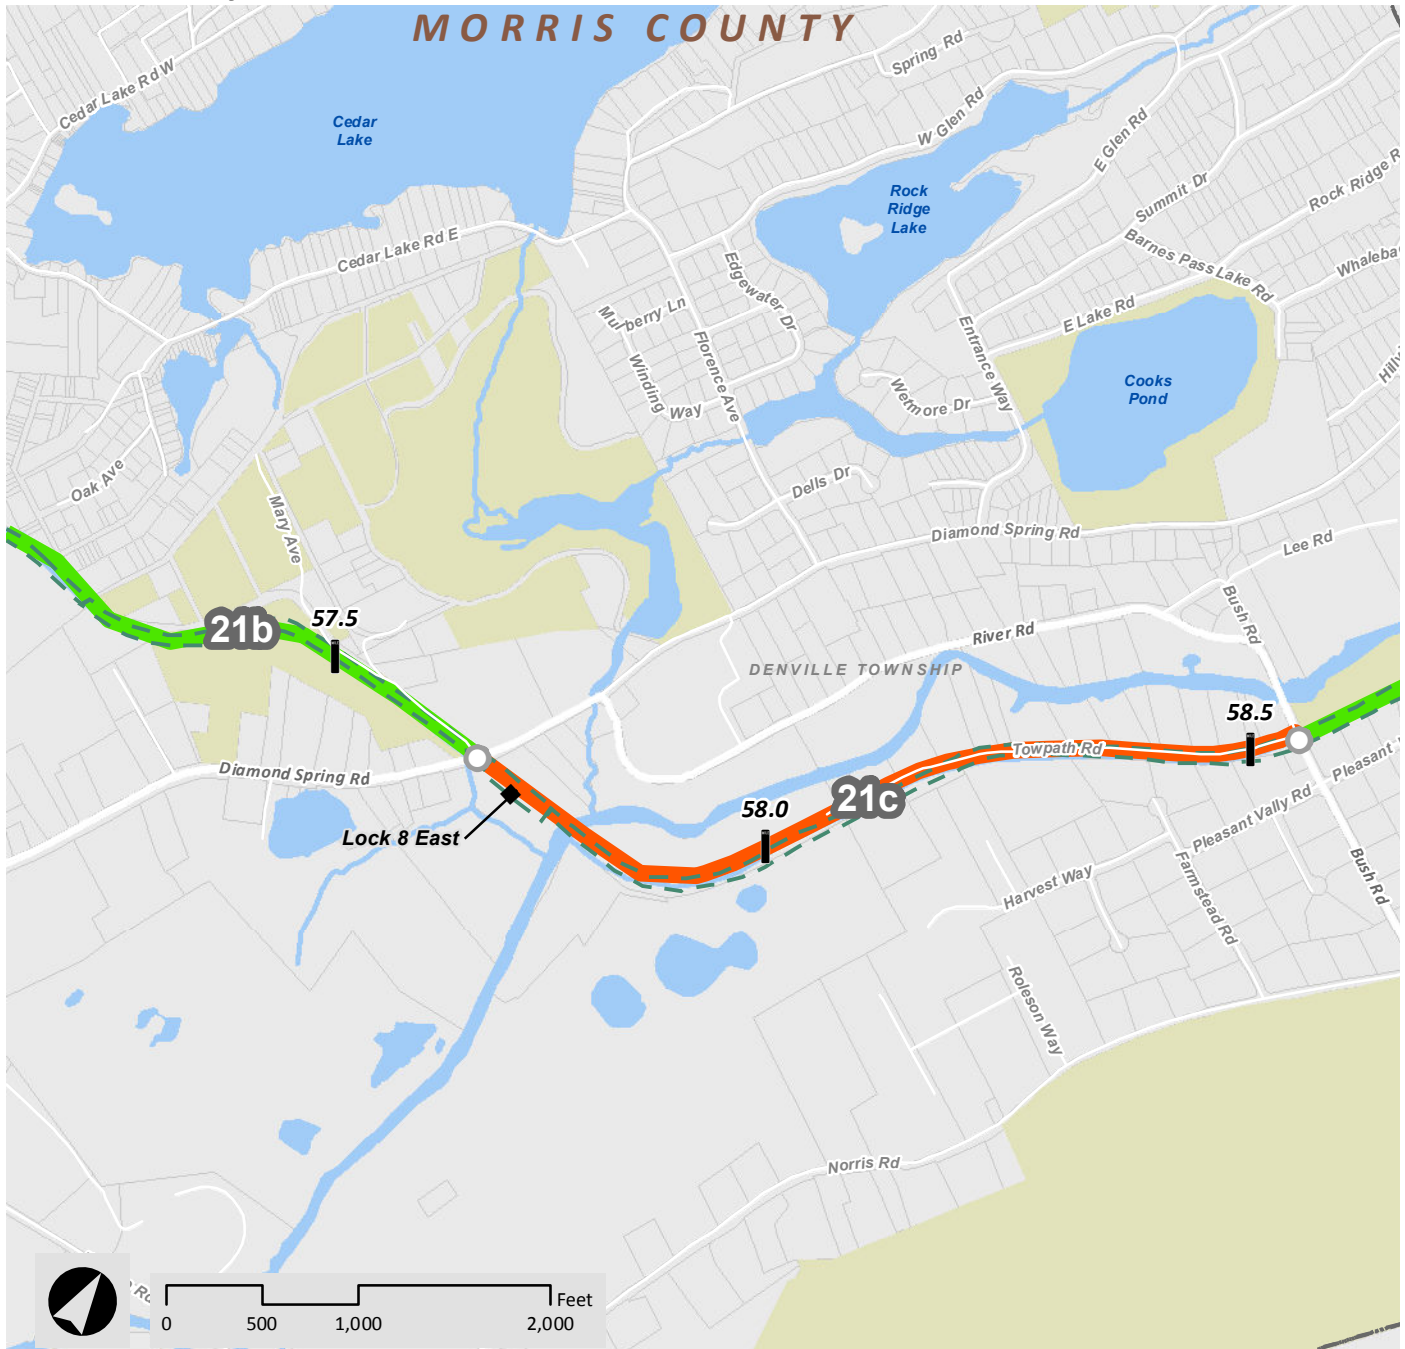 MORRIS COUNTY
Spring Rd
Cedar Lake Rd W
W Glen Rd
E Glen Rd
Cedar
Lake
Rock
Ridge
Lake
Summit Dr
Rock Ridge R
Barnes Pass Lake Rd
Whaleba
Cedar Lake Rd E
Edgewater Dr
Mulberry Ln
E Lake Rd
Entrance Way
Florence Ave
Winding Way
Wetmore Dr
Cooks
Pond
Hillvi
Oak Ave
Mary Ave
Dells Dr
Diamond Spring Rd
Lee Rd
Bush Rd
21b
57.5
River Rd
DENVILLE TOWNSHIP
58.5
Towpath Rd
Diamond Spring Rd
Pleasant
21c
58.0
Lock 8 East
Pleasant Vally Rd
Harvest Way
Farmstead Rd
Bush Rd
Roleson Way
Norris Rd
Rd
Feet
0
500
1,000
2,000